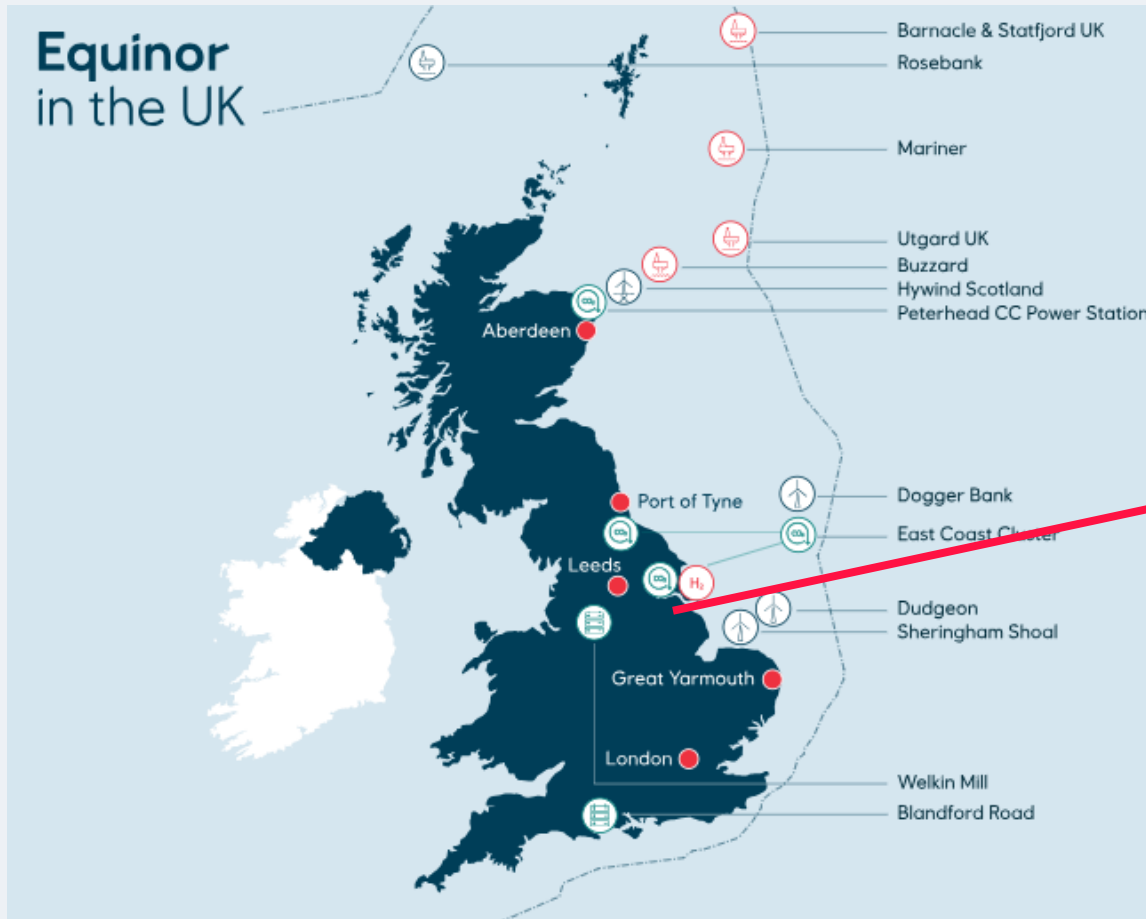 Equinor
in the UK
Barnacle & Statfjord UK
Rosebank
Mariner
Utgard UK
Buzzard
Hywind Scotland
Peterhead CC Power Station
Aberdeen
Dogger Bank
Port of Tyne
East Coast Cluster
Leeds
H₂
Dudgeon
Sheringham Shoal
Great Yarmouth
London
Welkin Mill
Blandford Road